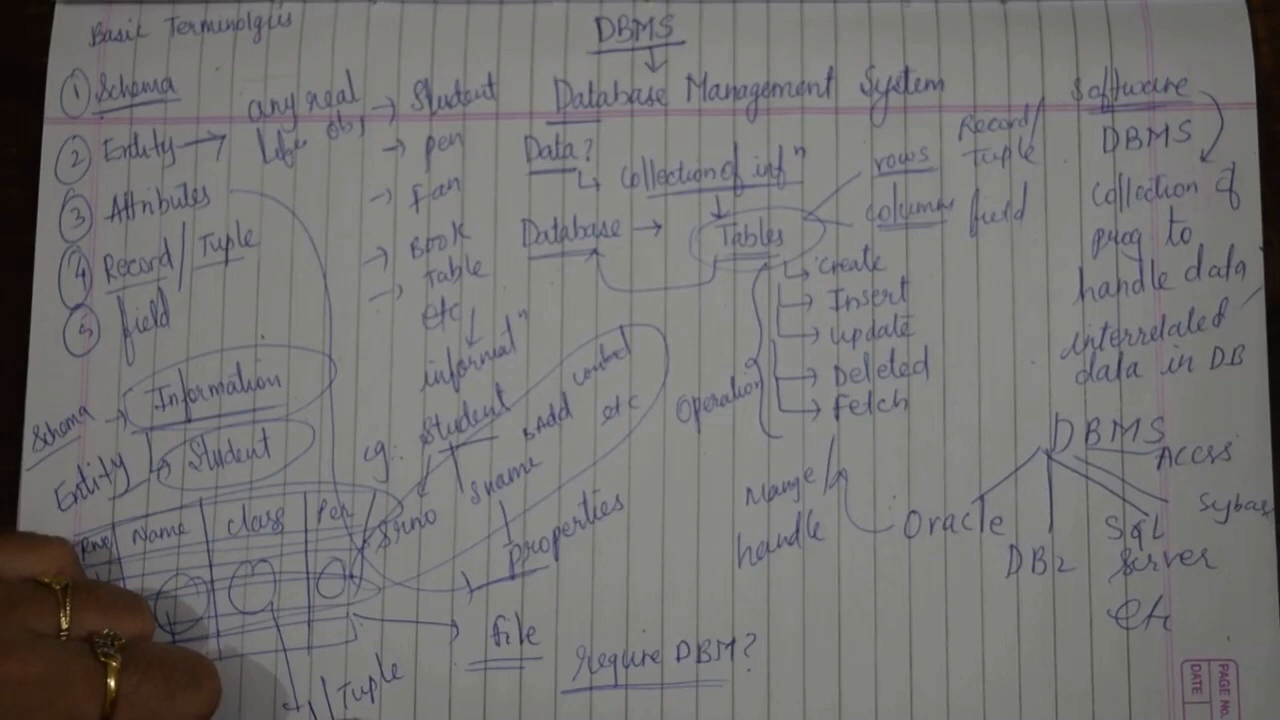 Basic Terminolgies
① Schema
② Entity → any real life obj
③ Attributes
④ Record / Tuple
⑤ field
→ Student
→ pen
→ Fan
→ Book
→ Table
etc
informatⁿ
Schema → Information
Entity → Student
Name class Per
/Tuple
eg: Student
Srno sname sAdd contact etc
Properties
file
DBMS
Database Management System
Data?
↳ Collection of infⁿ
Database → Tables
rows Record/Tuple
columns field
Operation
→ Create
→ Insert
→ update
→ Deleted
→ Fetch
Mange/
handle
require DBM?
Software
DBMS
collection of
prog to
handle data
interrelated
data in DB
DBMS
Oracle
DB2
SQL
Server
Access
Sybas
etc
PAGE No.
DATE